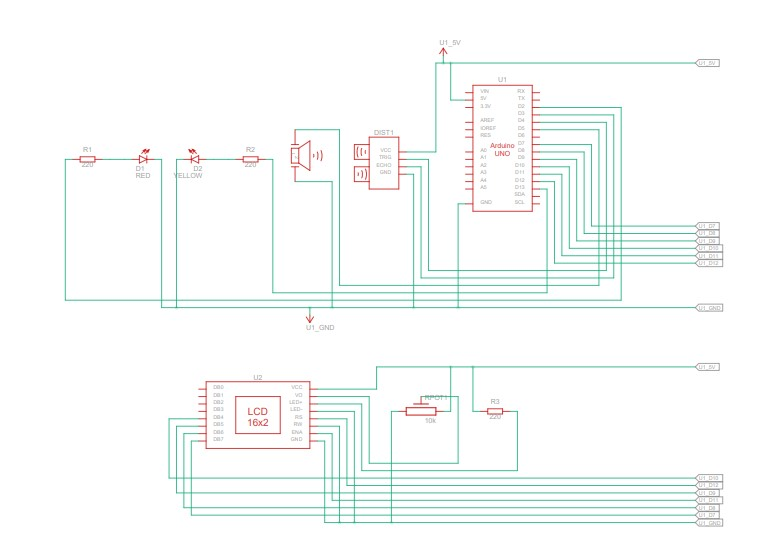 U1_5V
U1_5V
U1
VIN
5V
3.3V
AREF
IOREF
RES
A0
A1
A2
A3
A4
A5
GND
RX
TX
D2
D3
D4
D5
D6
D7
D8
D9
D10
D11
D12
D13
SDA
SCL
Arduino
UNO
R1
220
D1
RED
D2
YELLOW
R2
220
DIST1
VCC
TRIG
ECHO
GND
U1_D7
U1_D8
U1_D9
U1_D10
U1_D11
U1_D12
U1_GND
U1_GND
U1_5V
U2
DB0
DB1
DB2
DB3
DB4
DB5
DB6
DB7
LCD
16x2
VCC
VO
LED+
LED-
RS
RW
ENA
GND
RPOT1
10k
R3
220
U1_D10
U1_D12
U1_D9
U1_D11
U1_D8
U1_D7
U1_GND